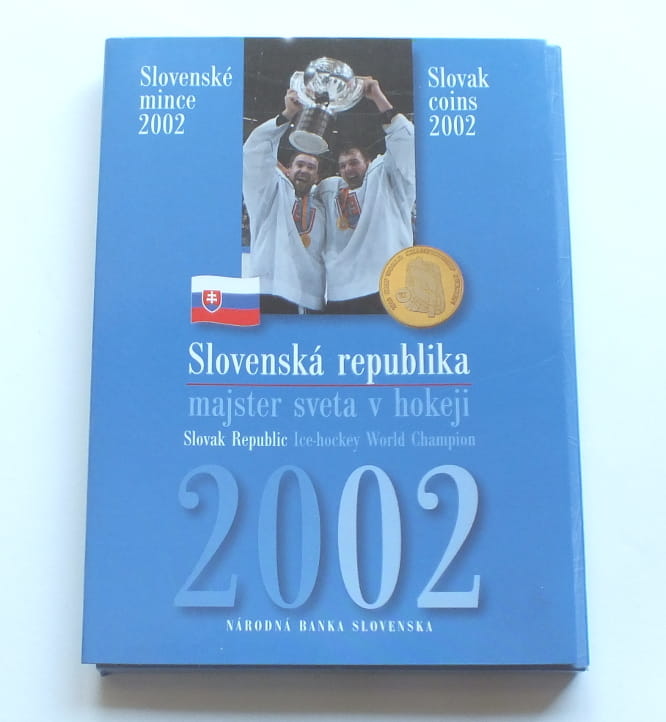 Slovenské
mince
2002
Slovak
coins
2002
Slovenská republika
majster sveta v hokeji
Slovak Republic Ice-hockey World Champion
2002
NÁRODNÁ BANKA SLOVENSKA